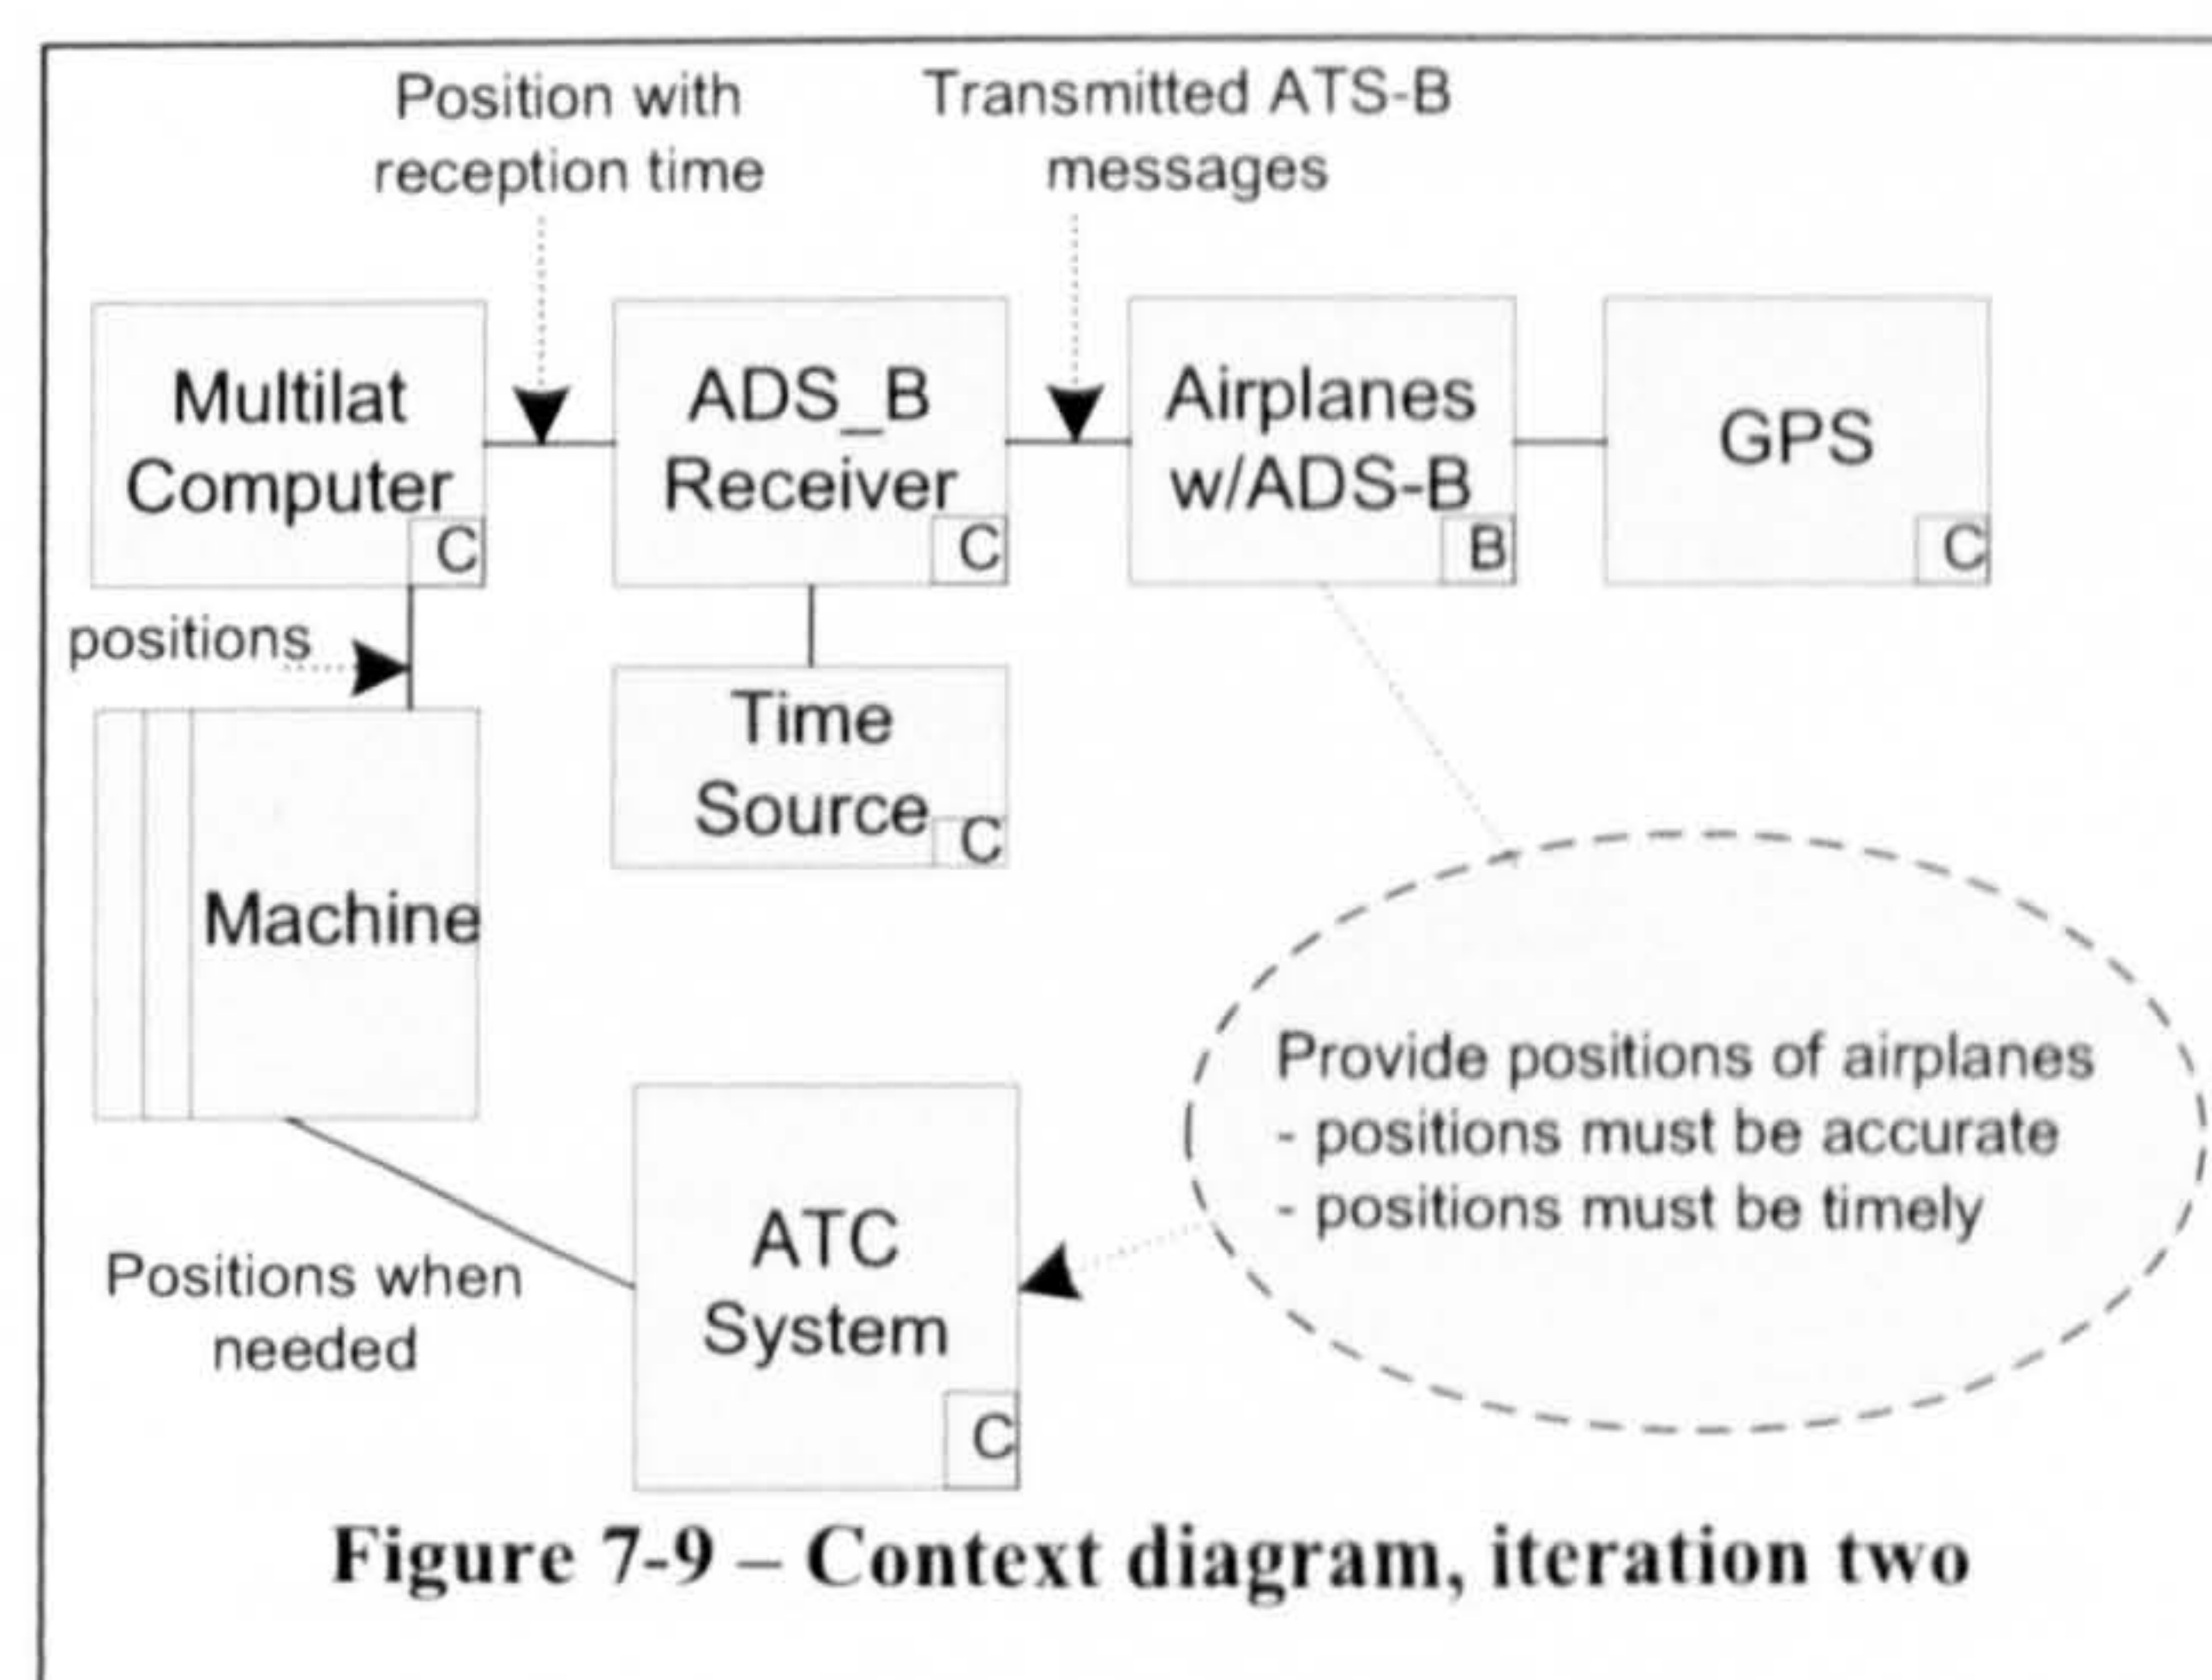 Position with
reception time
Transmitted ATS-B
messages
Multilat
Computer
C
ADS_B
Receiver
C
Airplanes
w/ADS-B
B
GPS
C
positions
Time
Source
C
Machine
Provide positions of airplanes
- positions must be accurate
- positions must be timely
ATC
System
C
Positions when
needed
Figure 7-9 – Context diagram, iteration two